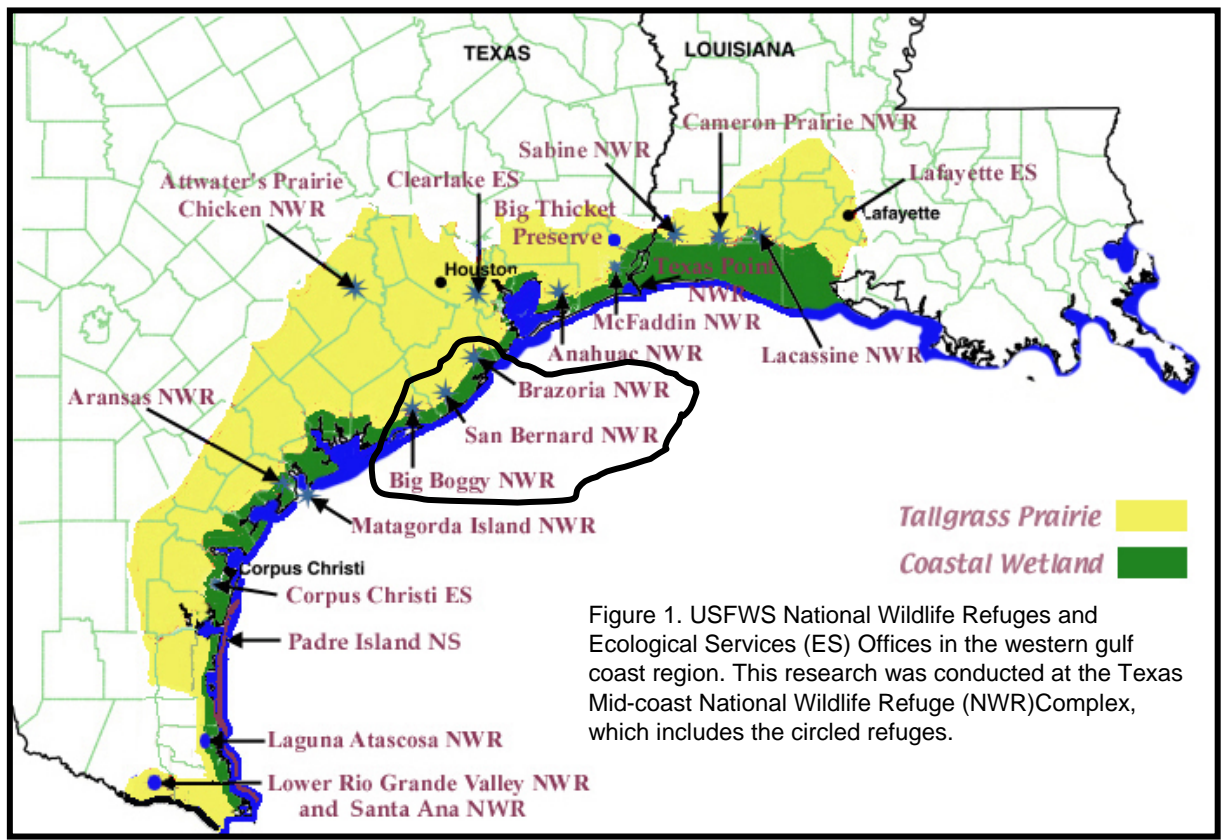 TEXAS
LOUISIANA
Cameron Prairie NWR
Sabine NWR
Lafayette ES
Lafayette
Attwater's Prairie
Chicken NWR
Clearlake ES
Big Thicket
Preserve
Houston
Texas Point
NWR
McFaddin NWR
Anahuac NWR
Lacassine NWR
Brazoria NWR
San Bernard NWR
Big Boggy NWR
Aransas NWR
Matagorda Island NWR
Corpus Christi
Corpus Christi ES
Padre Island NS
Laguna Atascosa NWR
Lower Rio Grande Valley NWR
and Santa Ana NWR
Tallgrass Prairie
Coastal Wetland
Figure 1. USFWS National Wildlife Refuges and
Ecological Services (ES) Offices in the western gulf
coast region. This research was conducted at the Texas
Mid-coast National Wildlife Refuge (NWR)Complex,
which includes the circled refuges.